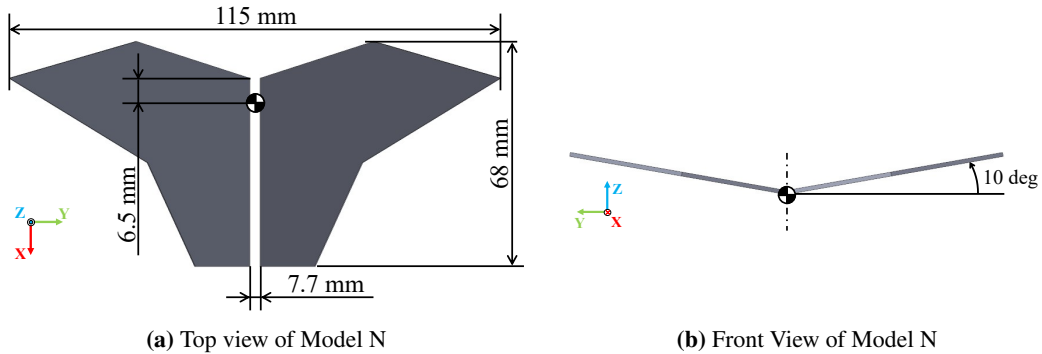 115 mm
6.5 mm
68 mm
7.7 mm
Z
Y
X
(a) Top view of Model N
10 deg
Z
Y
X
(b) Front View of Model N